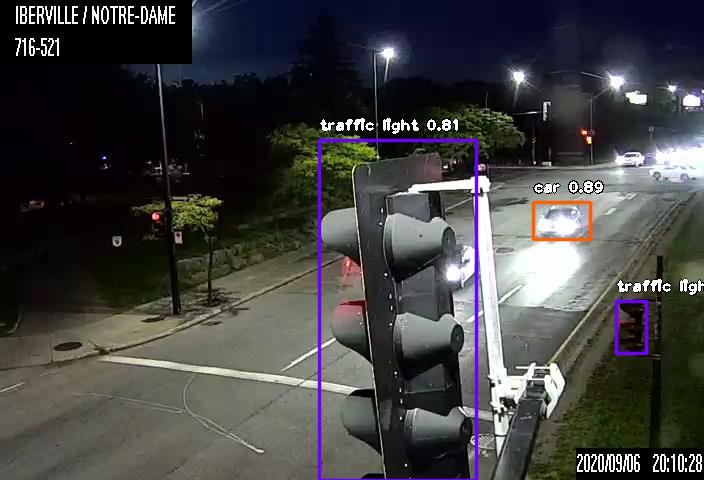 IBERVILLE / NOTRE-DAME
716-521
traffic light 0.81
car 0.89
traffic ligh
2020/09/06 20:10:28